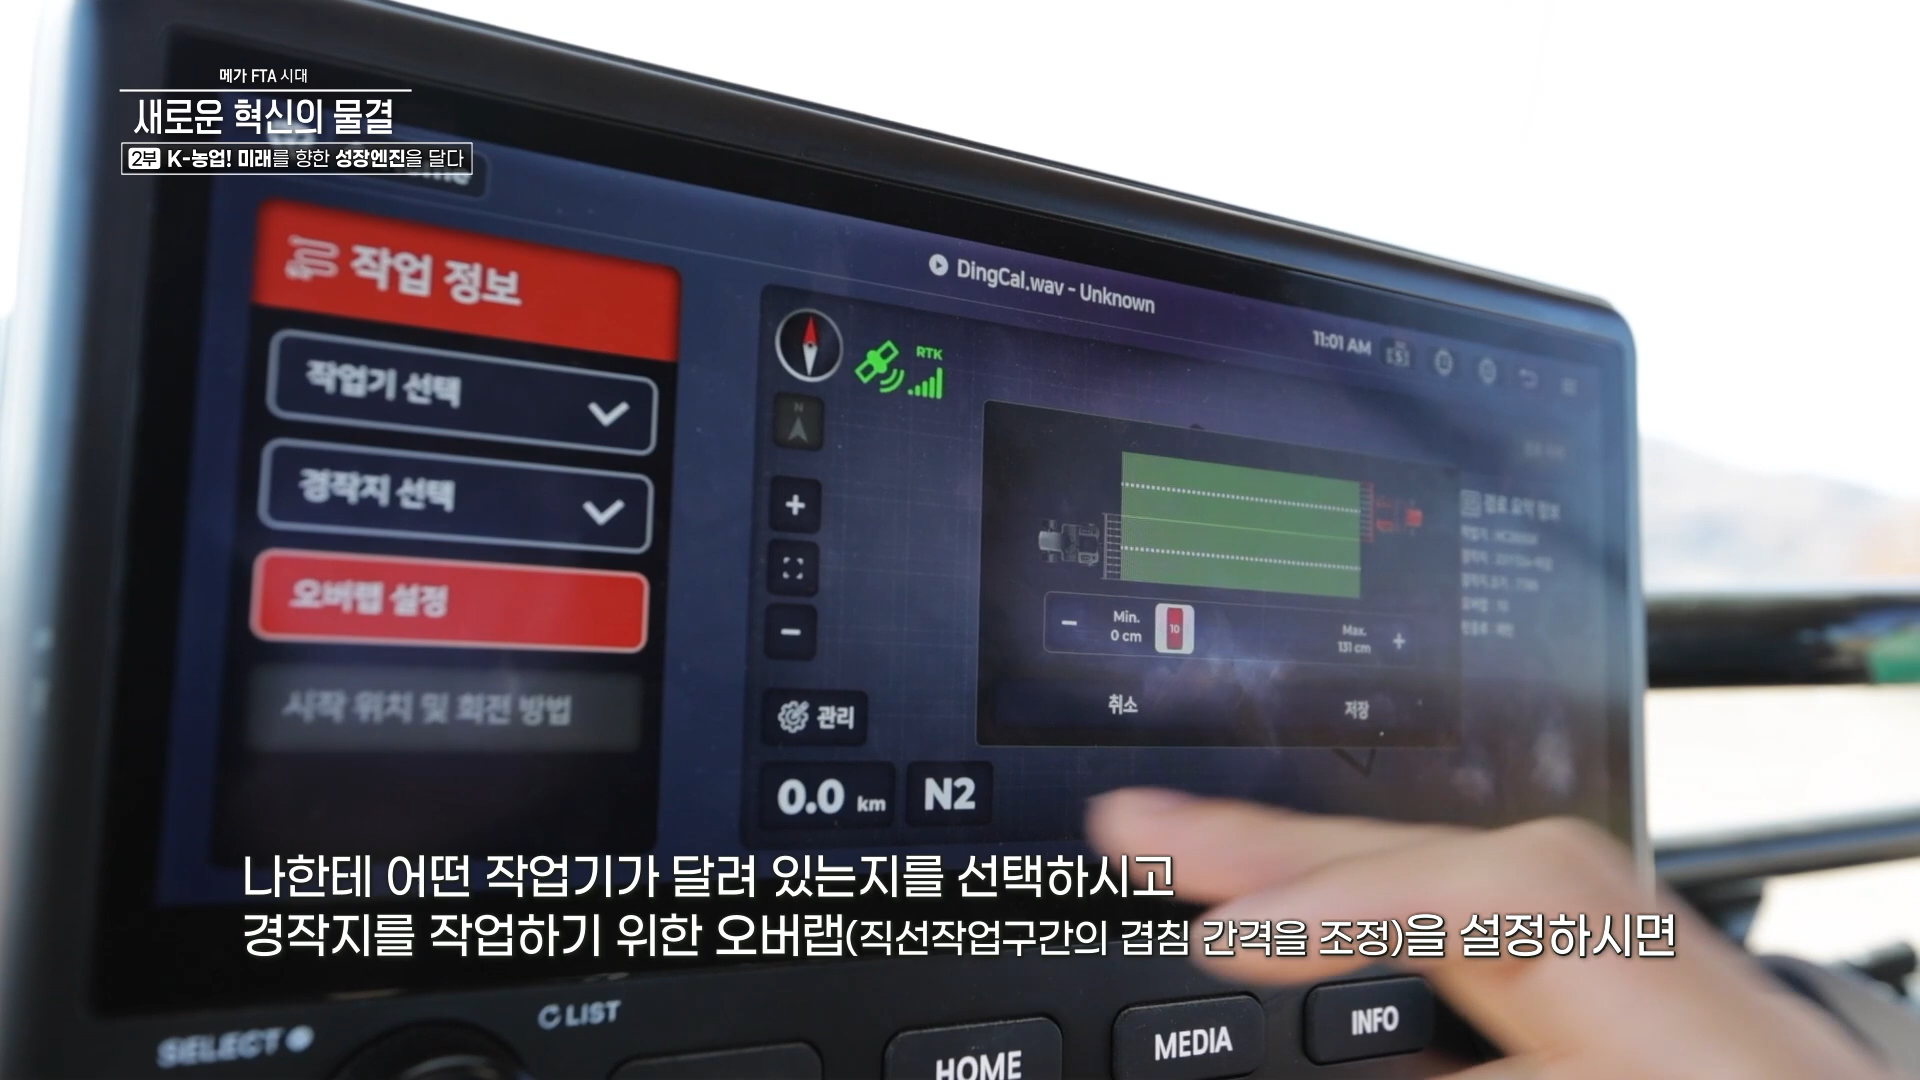 메가 FTA 시대
새로운 혁신의 물결
2부 K-농업! 미래를 향한 성장엔진을 달다
작업 정보
작업기 선택
경작지 선택
오버랩 설정
시작 위치 및 회전 방법
DingCal.wav - Unknown
11:01 AM
RTK
N
+
−
관리
0.0 km
N2
− Min. 0 cm
10
Max. 131 cm +
취소
저장
경로 요약 정보
나한테 어떤 작업기가 달려 있는지를 선택하시고
경작지를 작업하기 위한 오버랩(직선작업구간의 겹침 간격을 조정)을 설정하시면
SELECT
LIST
HOME
MEDIA
INFO